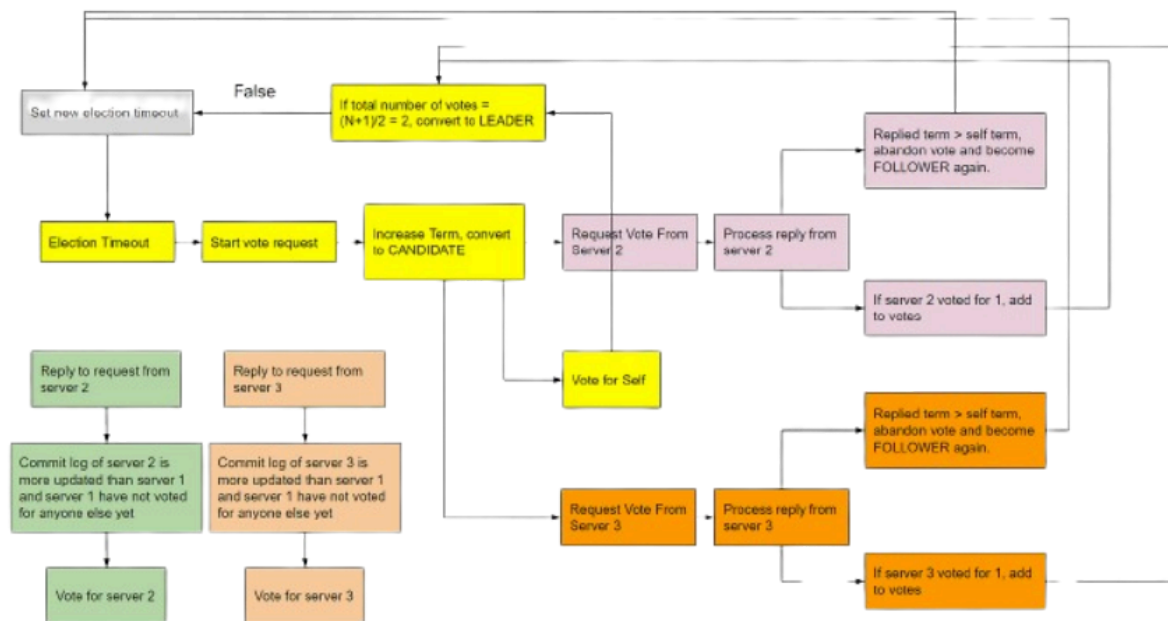 False
Set new election timeout
If total number of votes =
(N+1)/2 = 2, convert to LEADER
Replied term > self term,
abandon vote and become
FOLLOWER again.
Election Timeout
Start vote request
Increase Term, convert
to CANDIDATE
Request Vote From
Server 2
Process reply from
server 2
If server 2 voted for 1, add
to votes
Reply to request from
server 2
Reply to request from
server 3
Vote for Self
Replied term > self term,
abandon vote and become
FOLLOWER again.
Commit log of server 2 is
more updated than server 1
and server 1 have not voted
for anyone else yet
Commit log of server 3 is
more updated than server 1
and server 1 have not voted
for anyone else yet
Request Vote From
Server 3
Process reply from
server 3
Vote for server 2
Vote for server 3
If server 3 voted for 1, add
to votes